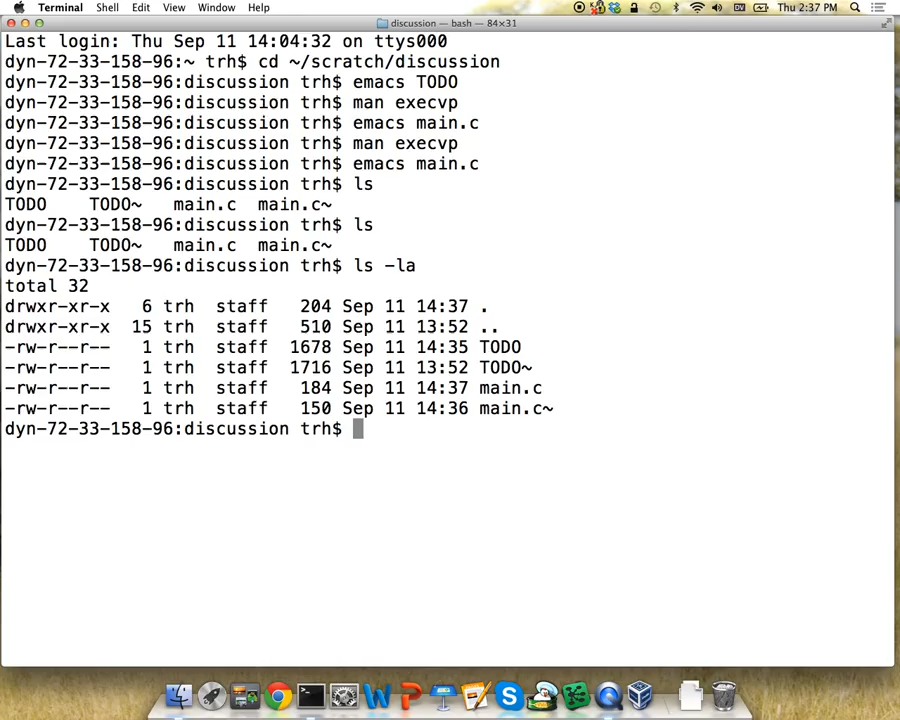 Terminal Shell Edit View Window Help Thu 2:37 PM
discussion — bash — 84×31
Last login: Thu Sep 11 14:04:32 on ttys000
dyn-72-33-158-96:~ trh$ cd ~/scratch/discussion
dyn-72-33-158-96:discussion trh$ emacs TODO
dyn-72-33-158-96:discussion trh$ man execvp
dyn-72-33-158-96:discussion trh$ emacs main.c
dyn-72-33-158-96:discussion trh$ man execvp
dyn-72-33-158-96:discussion trh$ emacs main.c
dyn-72-33-158-96:discussion trh$ ls
TODO    TODO~   main.c  main.c~
dyn-72-33-158-96:discussion trh$ ls
TODO    TODO~   main.c  main.c~
dyn-72-33-158-96:discussion trh$ ls -la
total 32
drwxr-xr-x   6 trh  staff   204 Sep 11 14:37 .
drwxr-xr-x  15 trh  staff   510 Sep 11 13:52 ..
-rw-r--r--   1 trh  staff  1678 Sep 11 14:35 TODO
-rw-r--r--   1 trh  staff  1716 Sep 11 13:52 TODO~
-rw-r--r--   1 trh  staff   184 Sep 11 14:37 main.c
-rw-r--r--   1 trh  staff   150 Sep 11 14:36 main.c~
dyn-72-33-158-96:discussion trh$